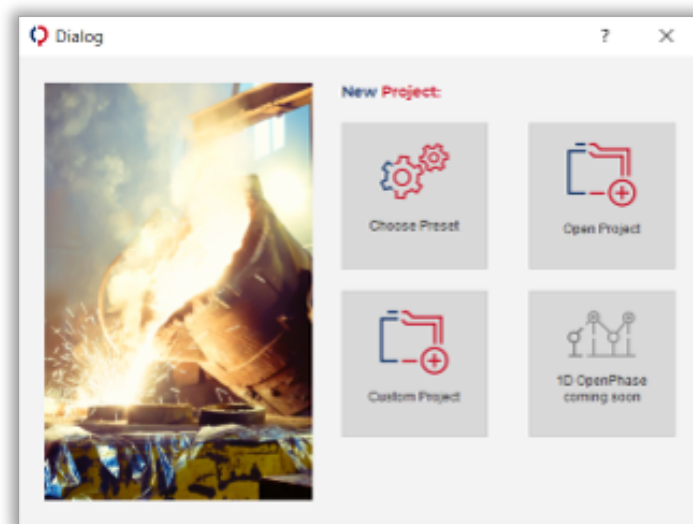 Dialog
New Project:
Choose Preset
Open Project
Custom Project
1D OpenPhase
coming soon